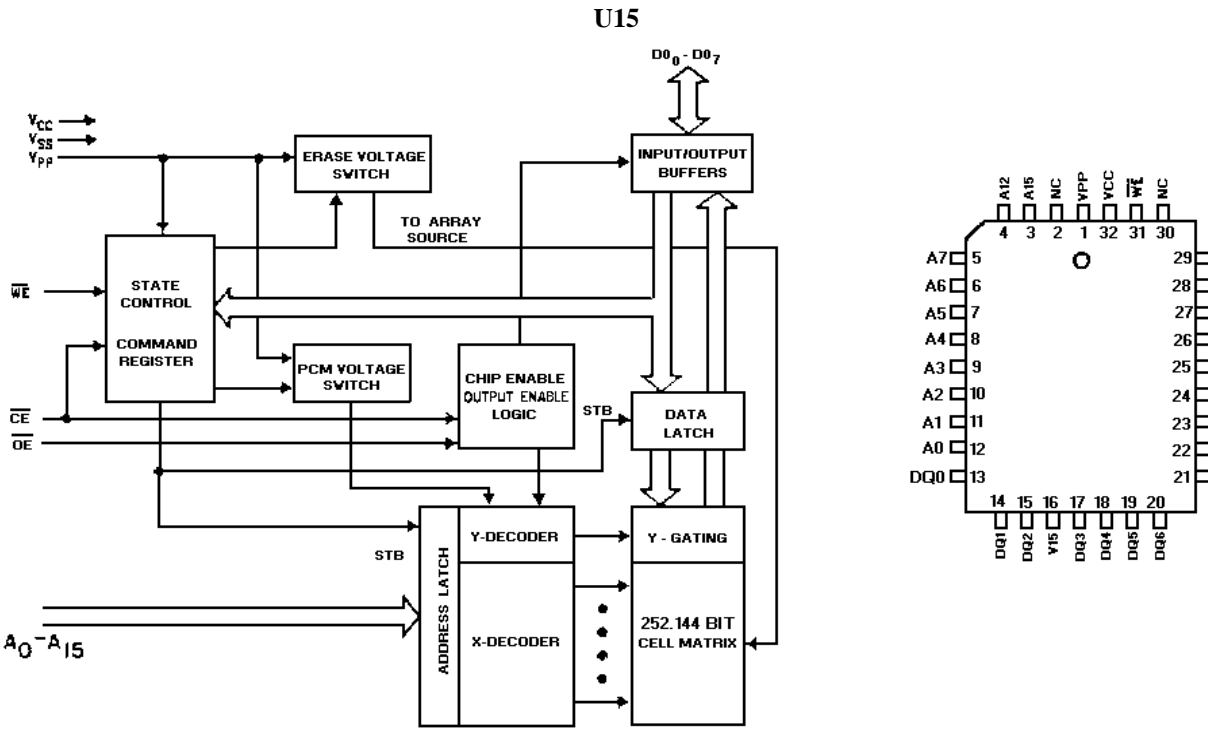 U15
D0₀ - D0₇
V_CC
V_SS
V_PP
ERASE VOLTAGE
SWITCH
INPUT/OUTPUT
BUFFERS
TO ARRAY
SOURCE
W̅E̅
STATE
CONTROL
COMMAND
REGISTER
PCM VOLTAGE
SWITCH
CHIP ENABLE
OUTPUT ENABLE
LOGIC
STB
DATA
LATCH
C̅E̅
O̅E̅
STB
ADDRESS LATCH
Y-DECODER
Y - GATING
X-DECODER
252.144 BIT
CELL MATRIX
A₀-A₁₅
A12
A15
NC
VPP
VCC
W̅E̅
NC
4 3 2 1 32 31 30
A7 5
A6 6
A5 7
A4 8
A3 9
A2 10
A1 11
A0 12
DQ0 13
29
28
27
26
25
24
23
22
21
14 15 16 17 18 19 20
DQ1
DQ2
V15
DQ3
DQ4
DQ5
DQ6